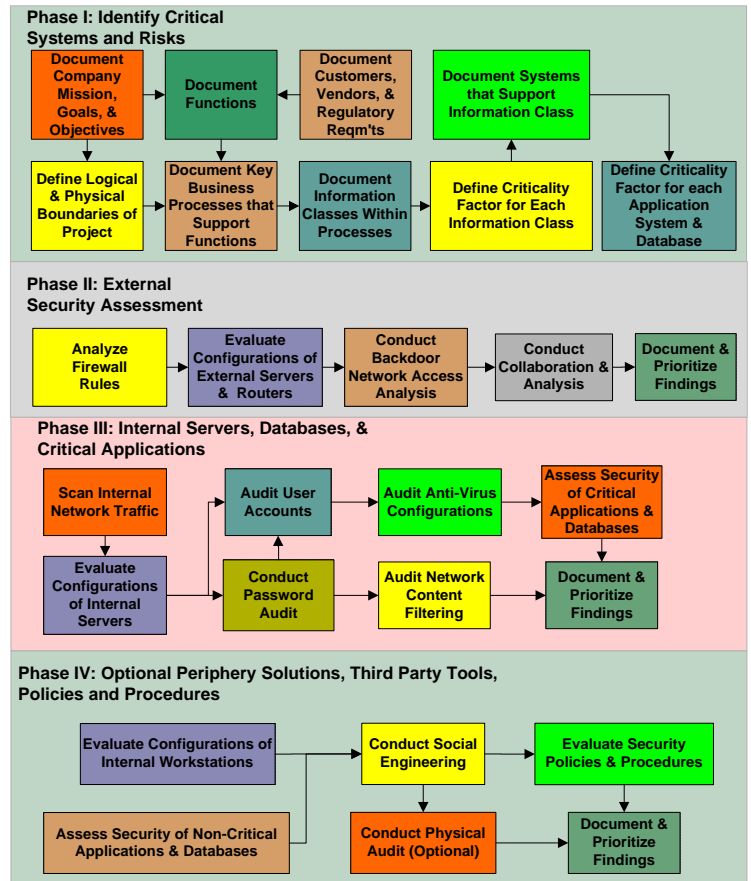 Phase I: Identify Critical
Systems and Risks
Document
Company
Mission,
Goals, &
Objectives
Document
Functions
Document
Customers,
Vendors, &
Regulatory
Reqm'ts
Document Systems
that Support
Information Class
Define Logical
& Physical
Boundaries of
Project
Document Key
Business
Processes that
Support
Functions
Document
Information
Classes Within
Processes
Define Criticality
Factor for Each
Information Class
Define Criticality
Factor for each
Application
System &
Database
Phase II: External
Security Assessment
Analyze
Firewall
Rules
Evaluate
Configurations of
External Servers
& Routers
Conduct
Backdoor
Network Access
Analysis
Conduct
Collaboration &
Analysis
Document &
Prioritize
Findings
Phase III: Internal Servers, Databases, &
Critical Applications
Scan Internal
Network Traffic
Audit User
Accounts
Audit Anti-Virus
Configurations
Assess Security
of Critical
Applications &
Databases
Evaluate
Configurations
of Internal
Servers
Conduct
Password
Audit
Audit Network
Content
Filtering
Document &
Prioritize
Findings
Phase IV: Optional Periphery Solutions, Third Party Tools,
Policies and Procedures
Evaluate Configurations of
Internal Workstations
Conduct Social
Engineering
Evaluate Security
Policies & Procedures
Assess Security of Non-Critical
Applications & Databases
Conduct Physical
Audit (Optional)
Document &
Prioritize
Findings